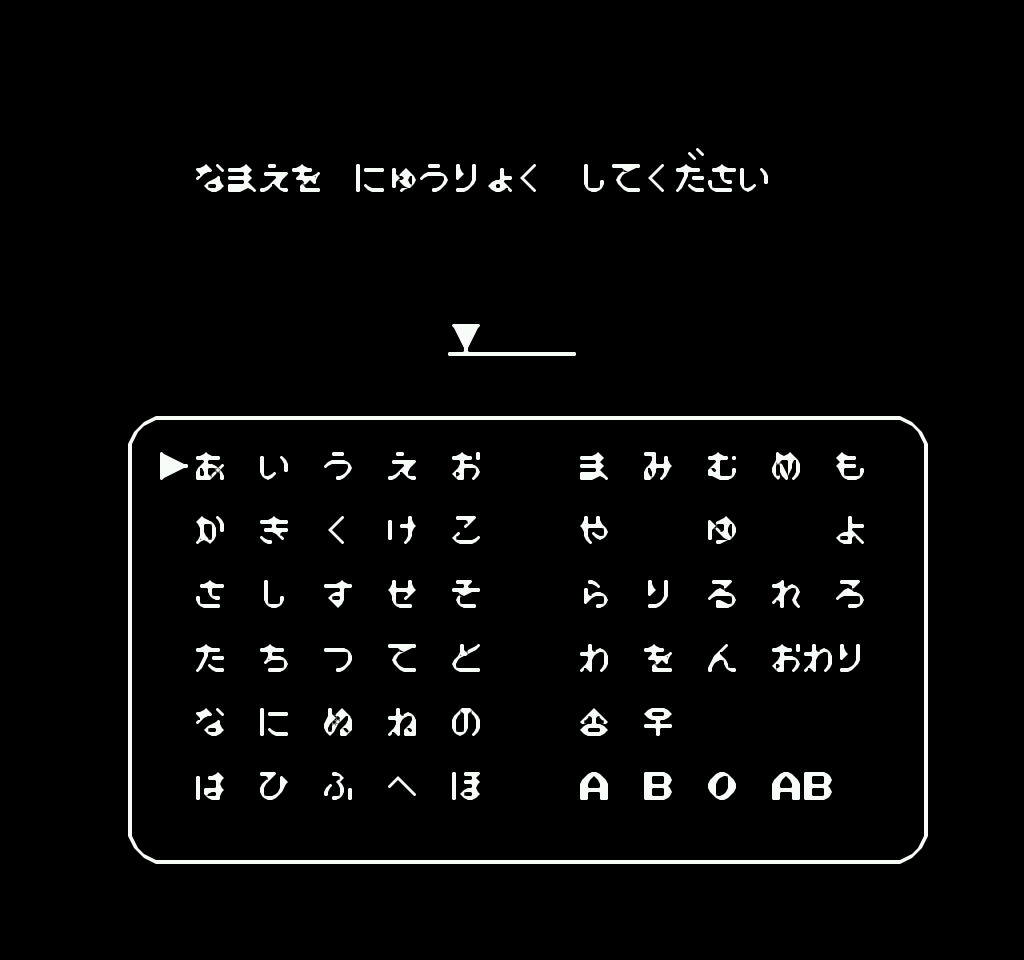 なまえを にゅうりょく してください
あ い う え お ま み む め も
か き く け こ や ゆ よ
さ し す せ そ ら り る れ ろ
た ち つ て と わ を ん おわり
な に ぬ ね の 合 早
は ひ ふ へ ほ A B O AB